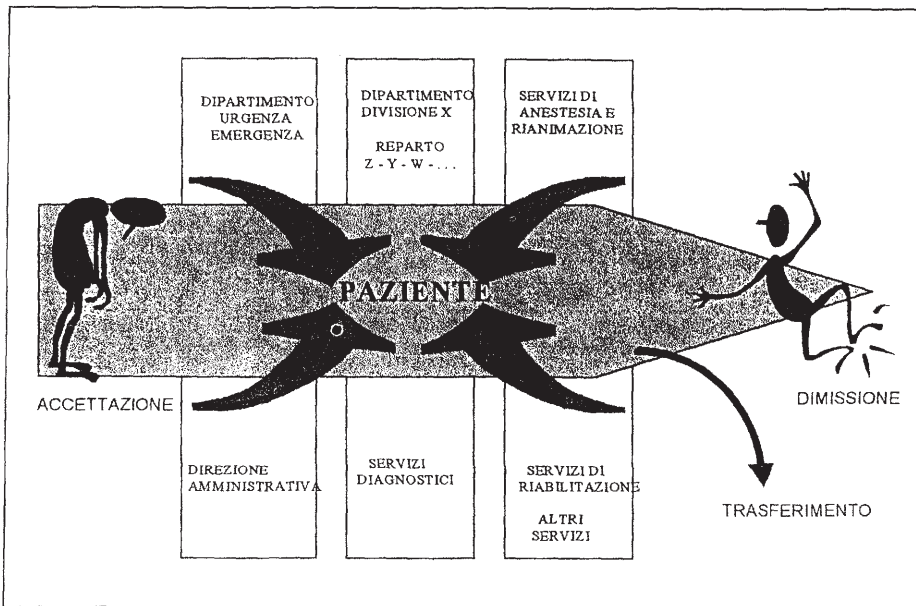 DIPARTIMENTO
URGENZA
EMERGENZA
DIPARTIMENTO
DIVISIONE X
REPARTO
Z - Y - W - . . .
SERVIZI DI
ANESTESIA E
RIANIMAZIONE
PAZIENTE
ACCETTAZIONE
DIMISSIONE
DIREZIONE
AMMINISTRATIVA
SERVIZI
DIAGNOSTICI
SERVIZI DI
RIABILITAZIONE
ALTRI
SERVIZI
TRASFERIMENTO